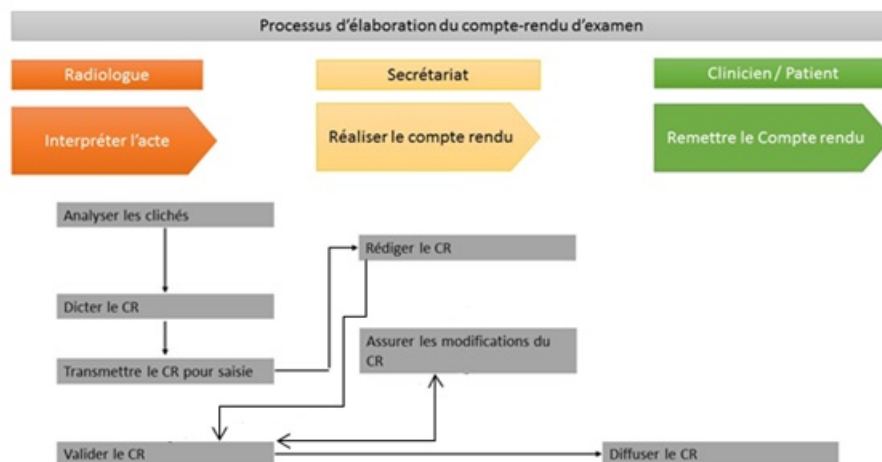 Processus d'élaboration du compte-rendu d'examen
Radiologue
Secrétariat
Clinicien / Patient
Interpréter l'acte
Réaliser le compte rendu
Remettre le Compte rendu
Analyser les clichés
Rédiger le CR
Dicter le CR
Assurer les modifications du
CR
Transmettre le CR pour saisie
Valider le CR
Diffuser le CR